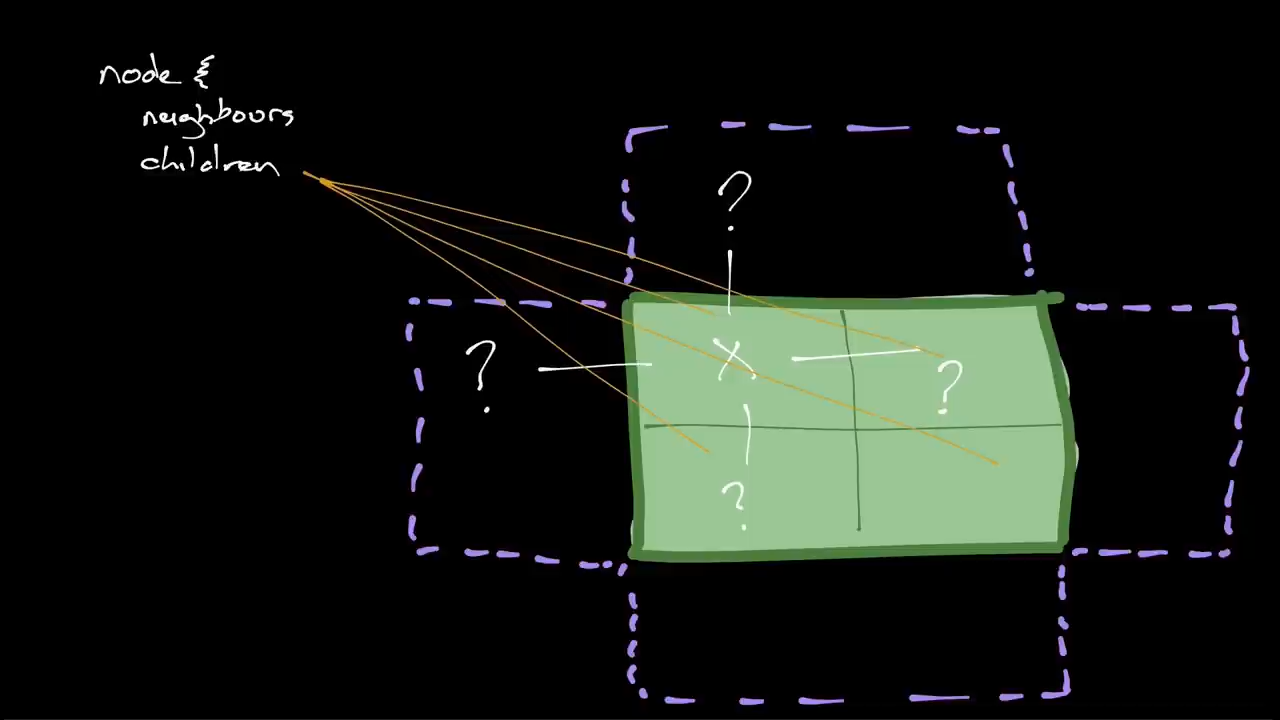 node {
neighbours
children
?
? X ?
?